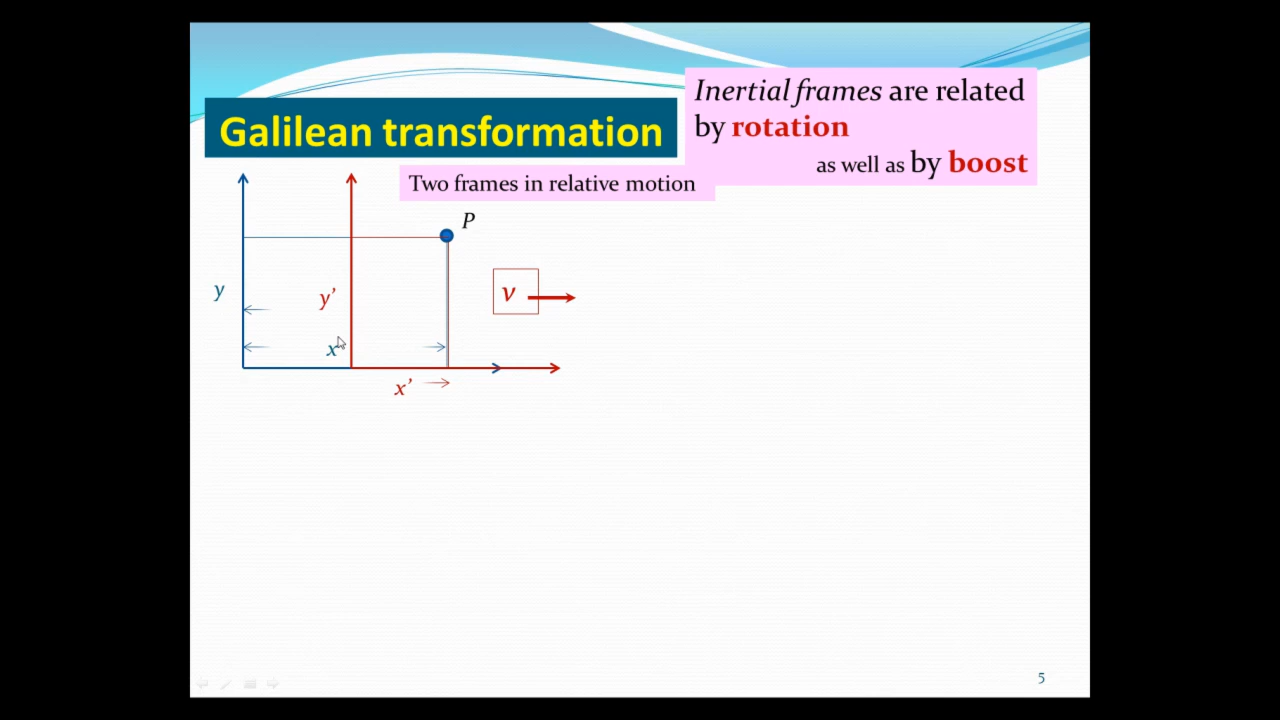 Inertial frames are related
by rotation
as well as by boost
Galilean transformation
Two frames in relative motion
P
y
y’
v
x
x’
5